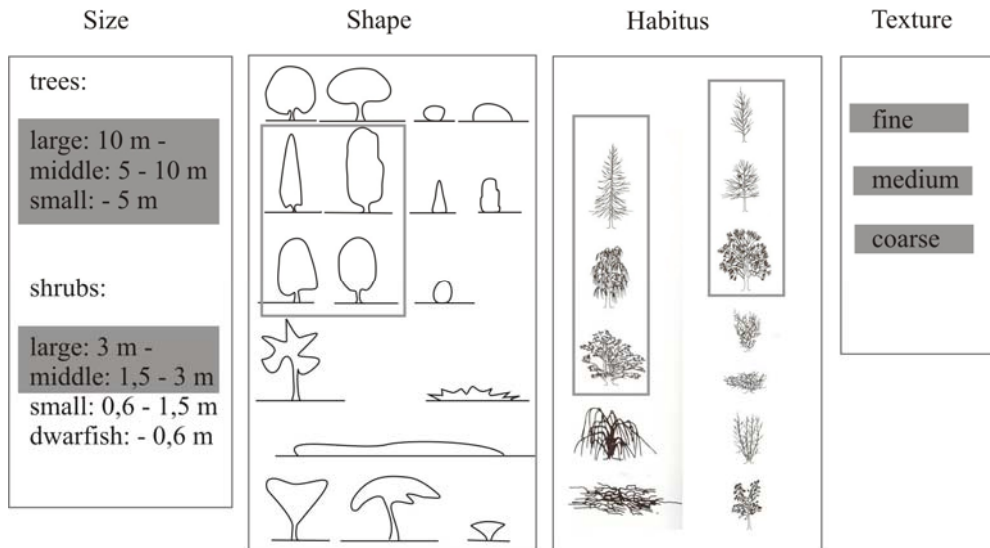 Size
Shape
Habitus
Texture
trees:
large: 10 m -
middle: 5 - 10 m
small: - 5 m
shrubs:
large: 3 m -
middle: 1,5 - 3 m
small: 0,6 - 1,5 m
dwarfish: - 0,6 m
fine
medium
coarse